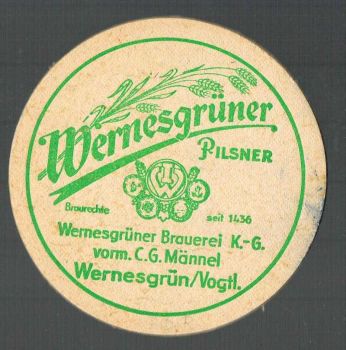 Wernesgrüner
PILSNER
W
Braurechte seit 1436
Wernesgrüner Brauerei K.-G.
vorm. C.G. Männel
Wernesgrün/Vogtl.